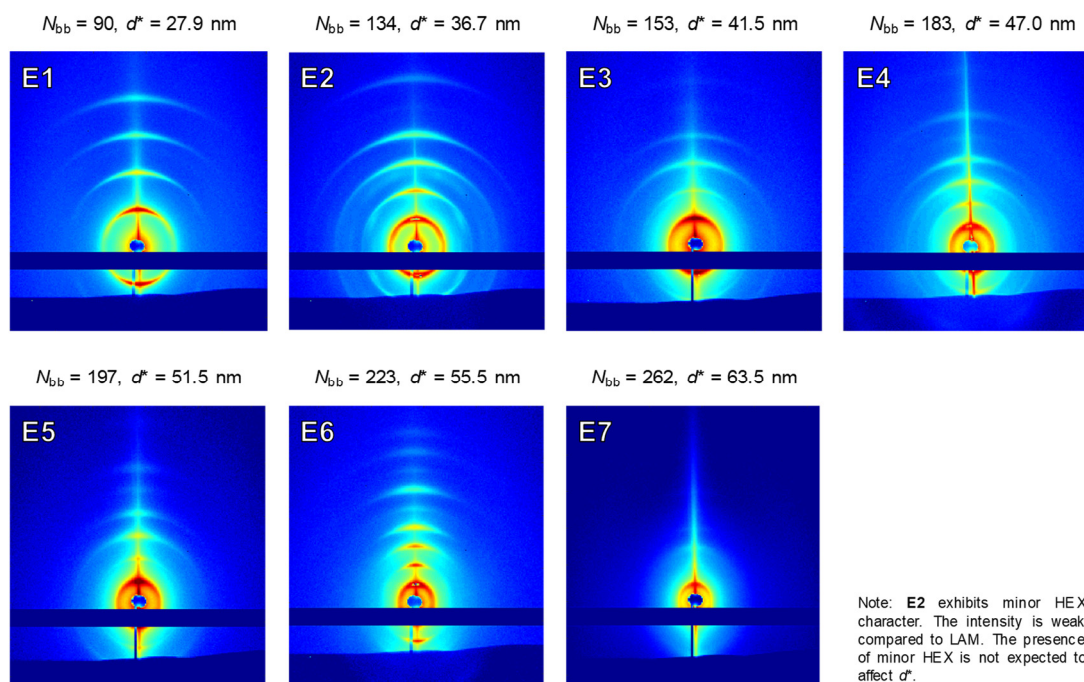 Nbb = 90, d* = 27.9 nm
Nbb = 134, d* = 36.7 nm
Nbb = 153, d* = 41.5 nm
Nbb = 183, d* = 47.0 nm
E1
E2
E3
E4
Nbb = 197, d* = 51.5 nm
Nbb = 223, d* = 55.5 nm
Nbb = 262, d* = 63.5 nm
E5
E6
E7
Note: E2 exhibits minor HEX
character. The intensity is weak
compared to LAM. The presence
of minor HEX is not expected to
affect d*.